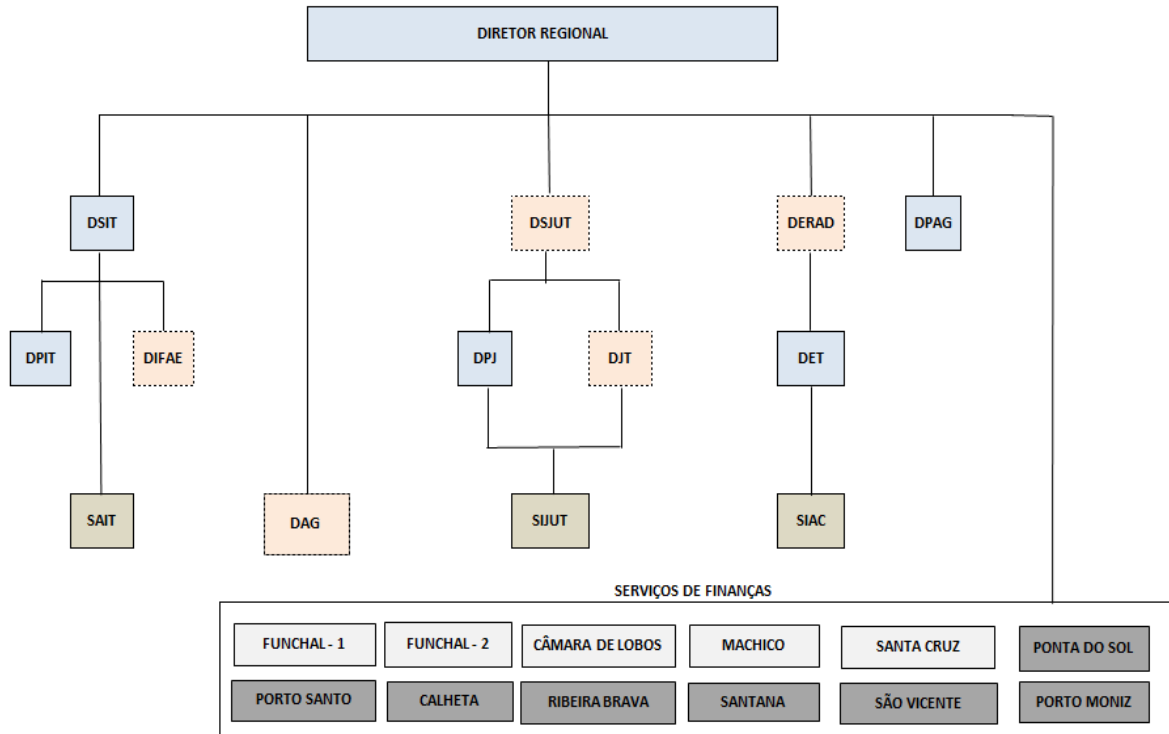 DIRETOR REGIONAL
DSIT
DSJUT
DERAD
DPAG
DPIT
DIFAE
DPJ
DJT
DET
SAIT
DAG
SIJUT
SIAC
SERVIÇOS DE FINANÇAS
FUNCHAL - 1
FUNCHAL - 2
CÂMARA DE LOBOS
MACHICO
SANTA CRUZ
PONTA DO SOL
PORTO SANTO
CALHETA
RIBEIRA BRAVA
SANTANA
SÃO VICENTE
PORTO MONIZ